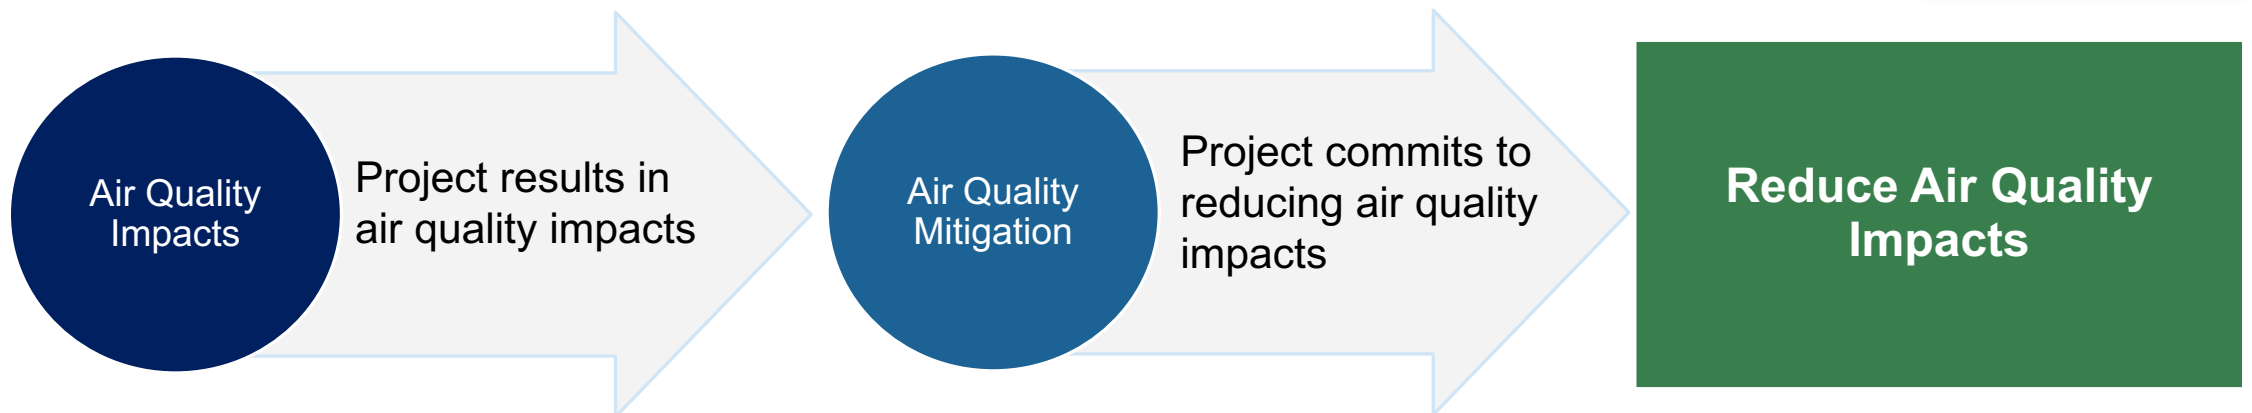 Air Quality
Impacts
Project results in
air quality impacts
Air Quality
Mitigation
Project commits to
reducing air quality
impacts
Reduce Air Quality
Impacts